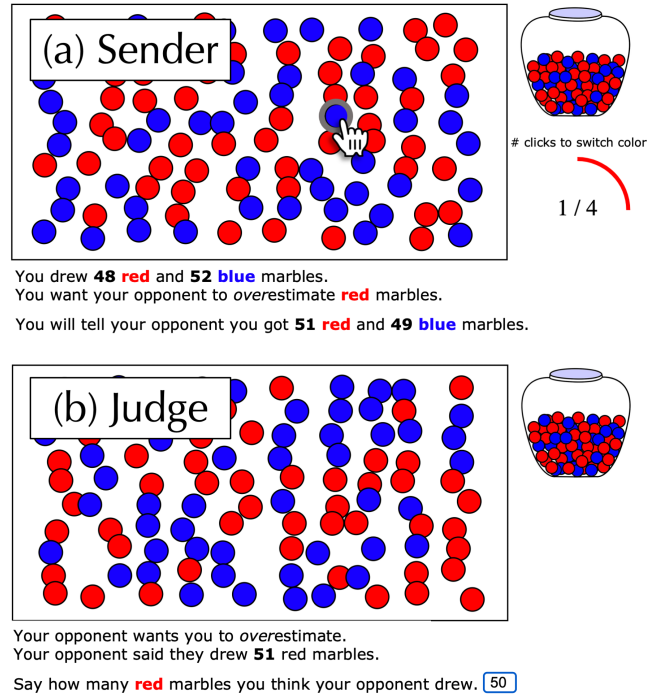 (a) Sender
# clicks to switch color
1 / 4
You drew 48 red and 52 blue marbles.
You want your opponent to overestimate red marbles.
You will tell your opponent you got 51 red and 49 blue marbles.
(b) Judge
Your opponent wants you to overestimate.
Your opponent said they drew 51 red marbles.
Say how many red marbles you think your opponent drew. 50